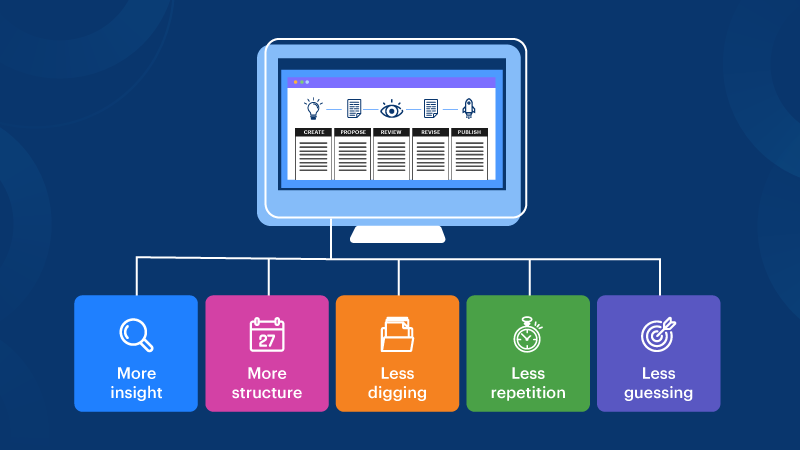 CREATE
PROPOSE
REVIEW
REVISE
PUBLISH
27
More
insight
More
structure
Less
digging
Less
repetition
Less
guessing